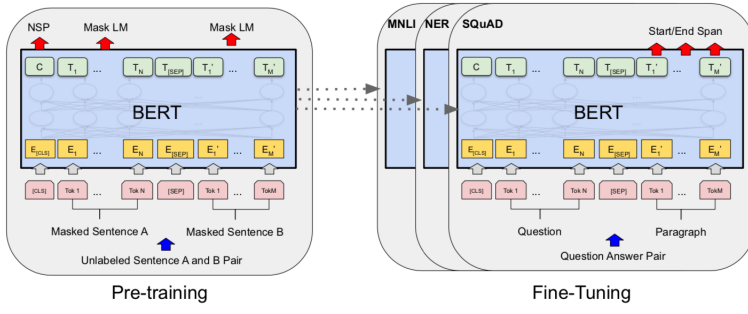 NSP Mask LM Mask LM
C T1 ... TN T[SEP] T1' ... TM'
BERT
E[CLS] E1 ... EN E[SEP] E1' ... EM'
[CLS] Tok 1 ... Tok N [SEP] Tok 1 ... TokM
Masked Sentence A Masked Sentence B
Unlabeled Sentence A and B Pair
Pre-training
MNLI NER SQuAD
Start/End Span
C T1 ... TN T[SEP] T1' ... TM'
BERT
E[CLS] E1 ... EN E[SEP] E1' ... EM'
[CLS] Tok 1 ... Tok N [SEP] Tok 1 ... TokM
Question Paragraph
Question Answer Pair
Fine-Tuning